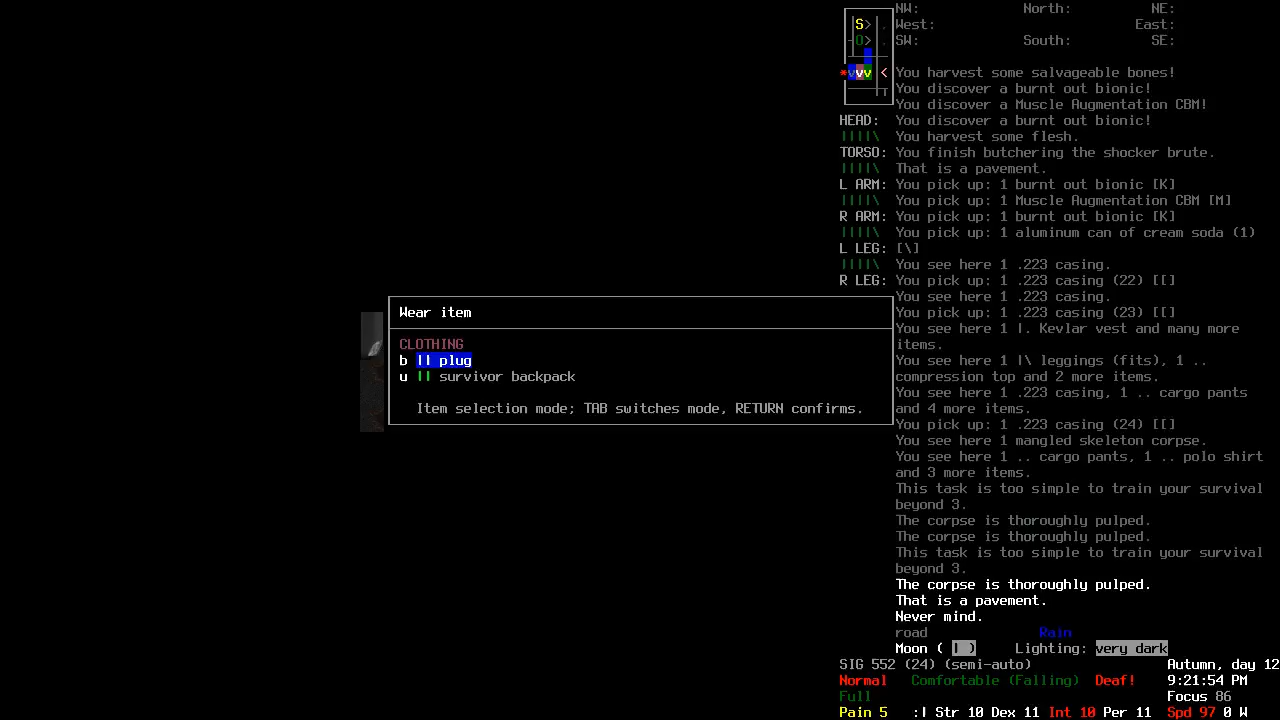 NW: North: NE:
S> West: East:
O> SW: South: SE:
*vvv <
You harvest some salvageable bones!
You discover a burnt out bionic!
You discover a Muscle Augmentation CBM!
HEAD: You discover a burnt out bionic!
||||\ You harvest some flesh.
TORSO: You finish butchering the shocker brute.
||||\ That is a pavement.
L ARM: You pick up: 1 burnt out bionic [K]
||||\ You pick up: 1 Muscle Augmentation CBM [M]
R ARM: You pick up: 1 burnt out bionic [K]
||||\ You pick up: 1 aluminum can of cream soda (1)
L LEG: [\]
||||\ You see here 1 .223 casing.
R LEG: You pick up: 1 .223 casing (22) [[]
You see here 1 .223 casing.
You pick up: 1 .223 casing (23) [[]
You see here 1 |. Kevlar vest and many more
items.
You see here 1 |\ leggings (fits), 1 ..
compression top and 2 more items.
You see here 1 .223 casing, 1 .. cargo pants
and 4 more items.
You pick up: 1 .223 casing (24) [[]
You see here 1 mangled skeleton corpse.
You see here 1 .. cargo pants, 1 .. polo shirt
and 3 more items.
This task is too simple to train your survival
beyond 3.
The corpse is thoroughly pulped.
The corpse is thoroughly pulped.
This task is too simple to train your survival
beyond 3.
The corpse is thoroughly pulped.
That is a pavement.
Never mind.
Wear item
CLOTHING
b || plug
u || survivor backpack
Item selection mode; TAB switches mode, RETURN confirms.
road Rain
Moon ( | ) Lighting: very dark
SIG 552 (24) (semi-auto) Autumn, day 12
Normal Comfortable (Falling) Deaf! 9:21:54 PM
Full Focus 86
Pain 5 :| Str 10 Dex 11 Int 10 Per 11 Spd 97 0 W